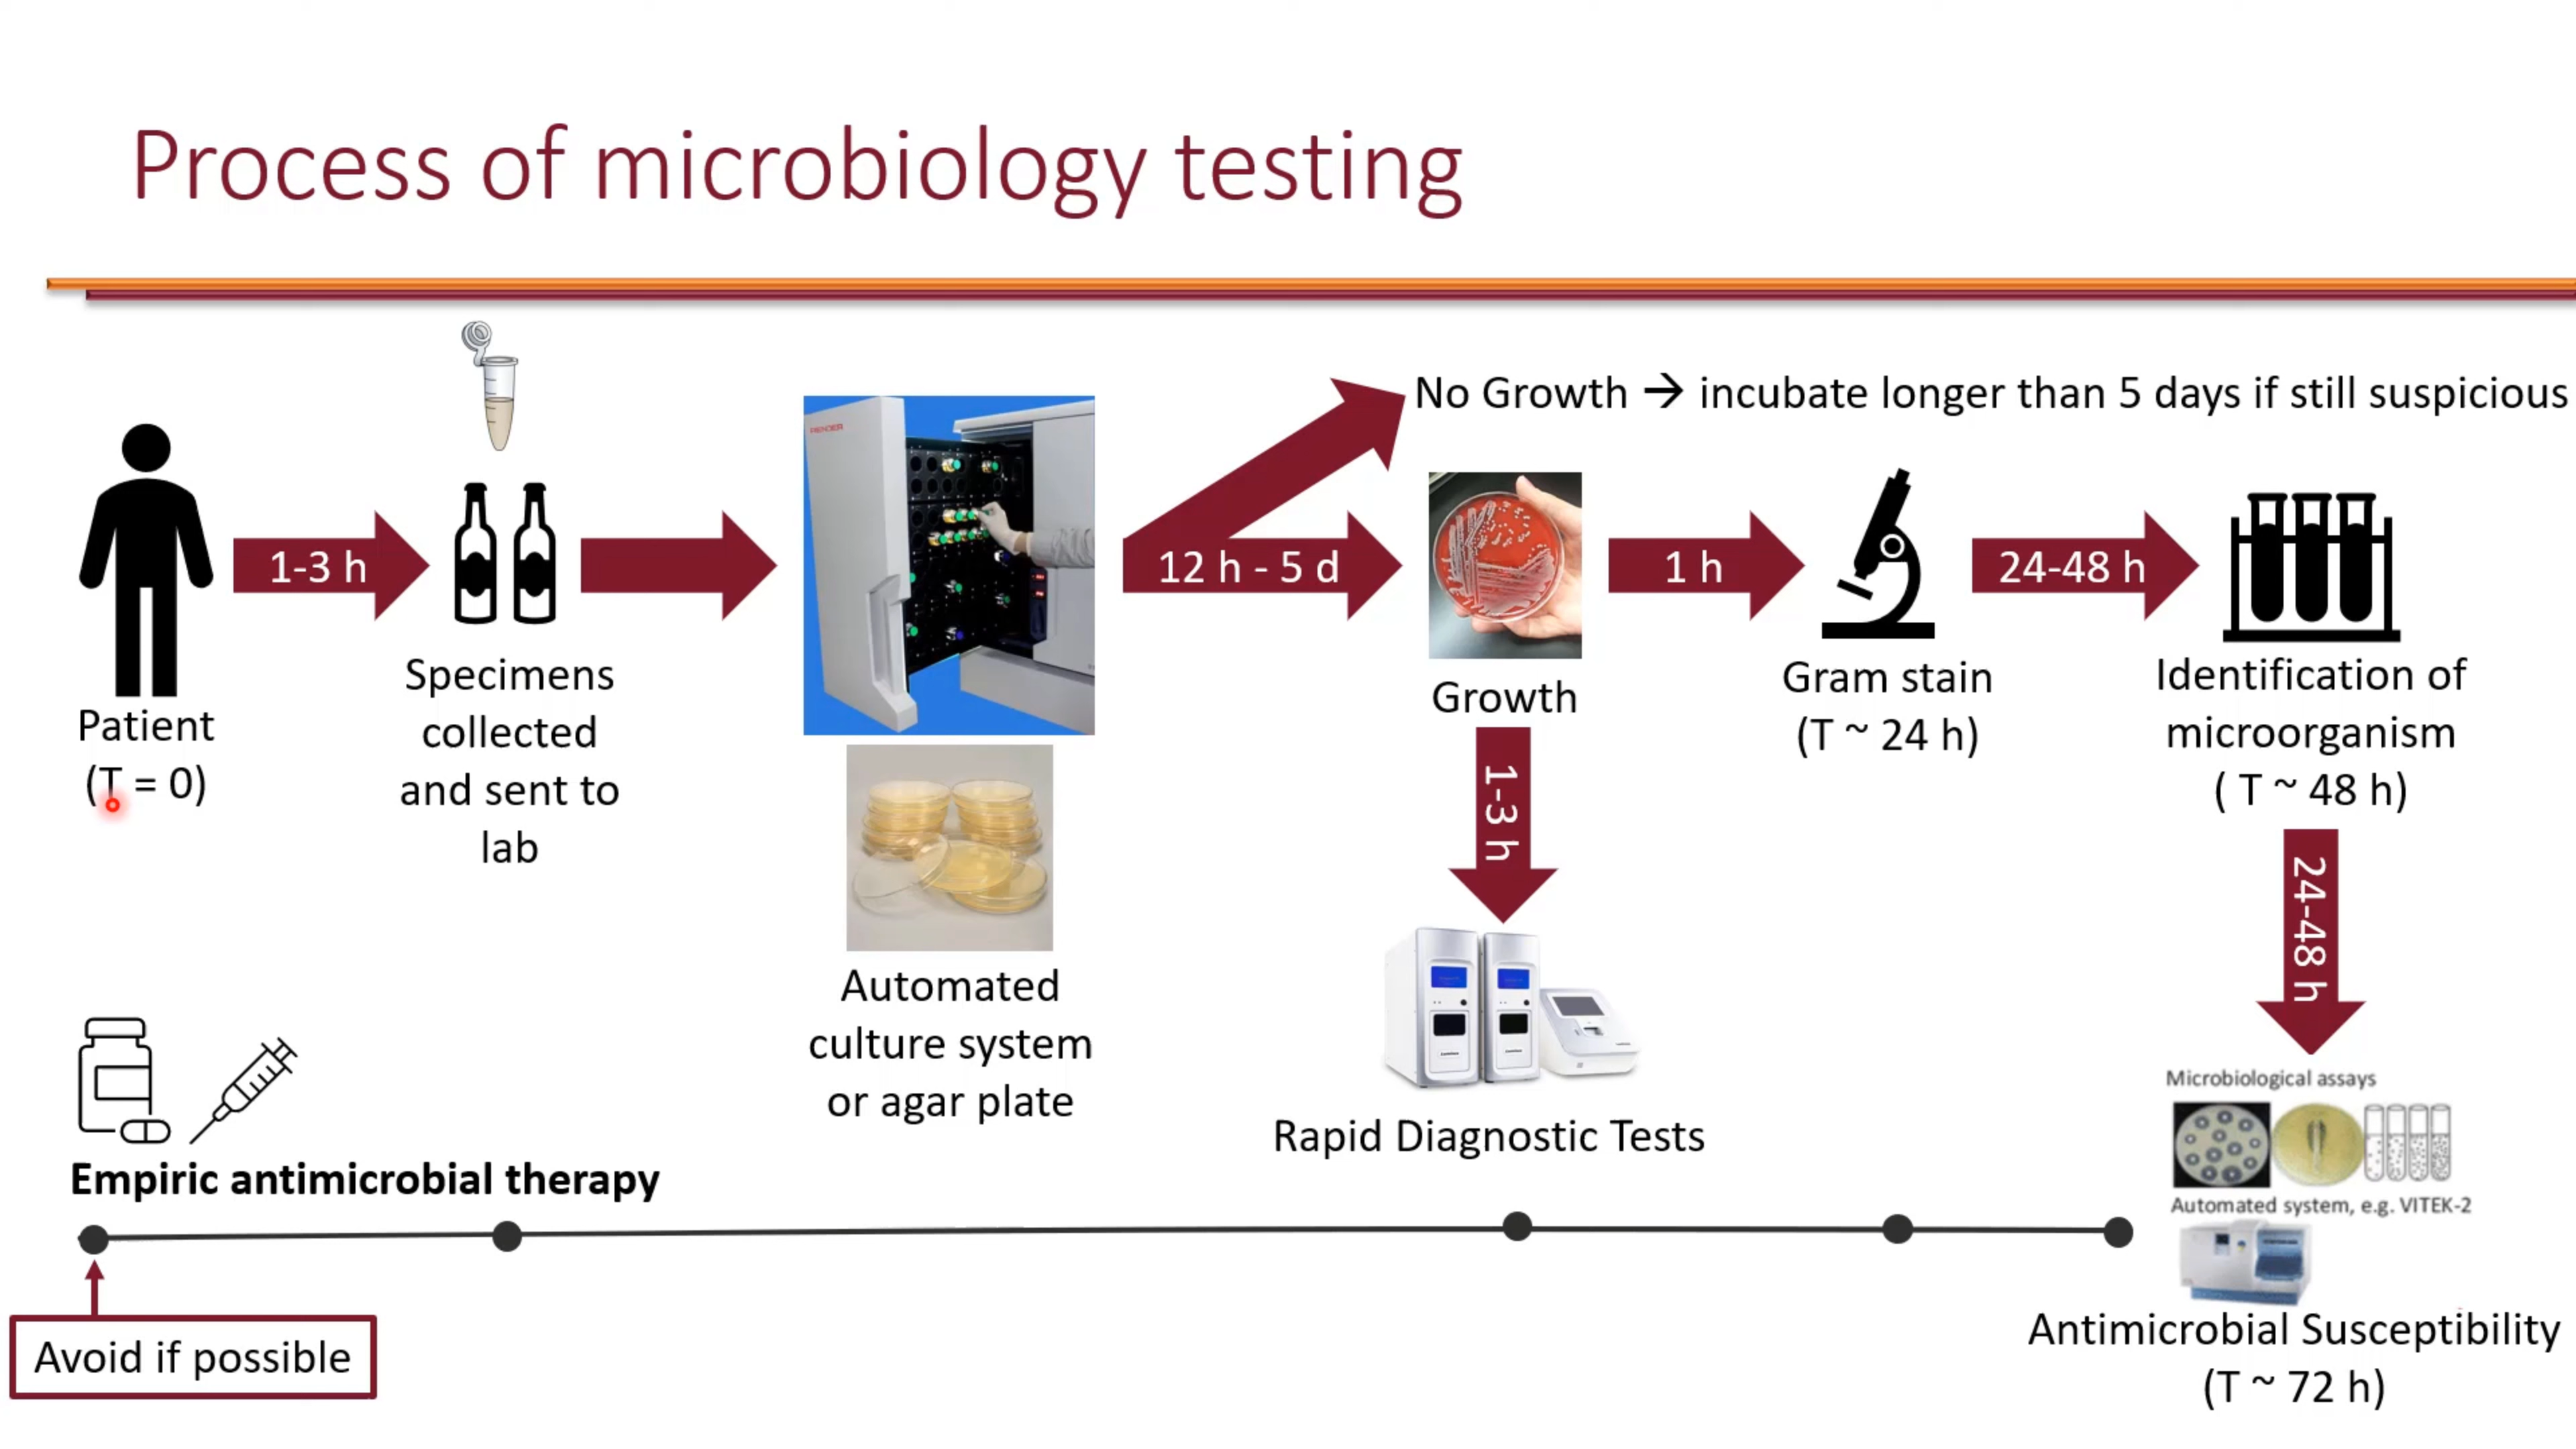 Process of microbiology testing
No Growth → incubate longer than 5 days if still suspicious
RENDER
1-3 h
12 h - 5 d
1 h
24-48 h
Patient
(T = 0)
Specimens
collected
and sent to
lab
Automated
culture system
or agar plate
Growth
1-3 h
Rapid Diagnostic Tests
Gram stain
(T ~ 24 h)
Identification of
microorganism
( T ~ 48 h)
24-48 h
Microbiological assays
Automated system, e.g. VITEK-2
Antimicrobial Susceptibility
(T ~ 72 h)
Empiric antimicrobial therapy
Avoid if possible